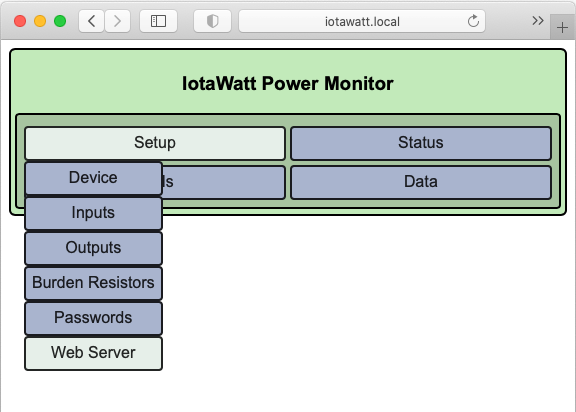 iotawatt.local
IotaWatt Power Monitor
Setup
Status
ls
Data
Device
Inputs
Outputs
Burden Resistors
Passwords
Web Server